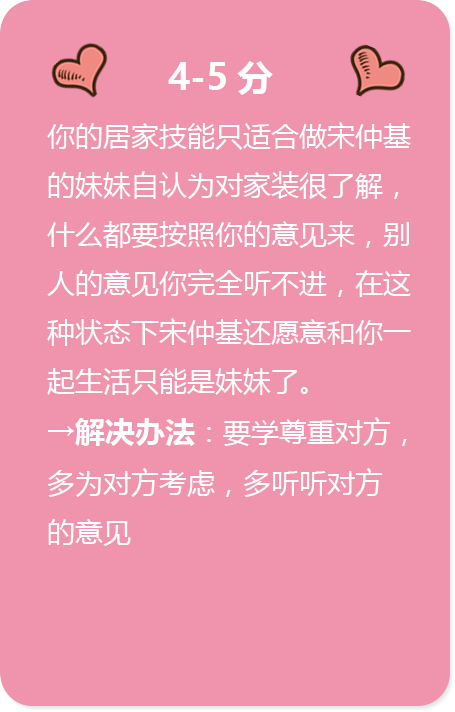 4-5 分
你的居家技能只适合做宋仲基
的妹妹自认为对家装很了解，
什么都要按照你的意见来，别
人的意见你完全听不进，在这
种状态下宋仲基还愿意和你一
起生活只能是妹妹了。
→解决办法：要学尊重对方，
多为对方考虑，多听听对方
的意见